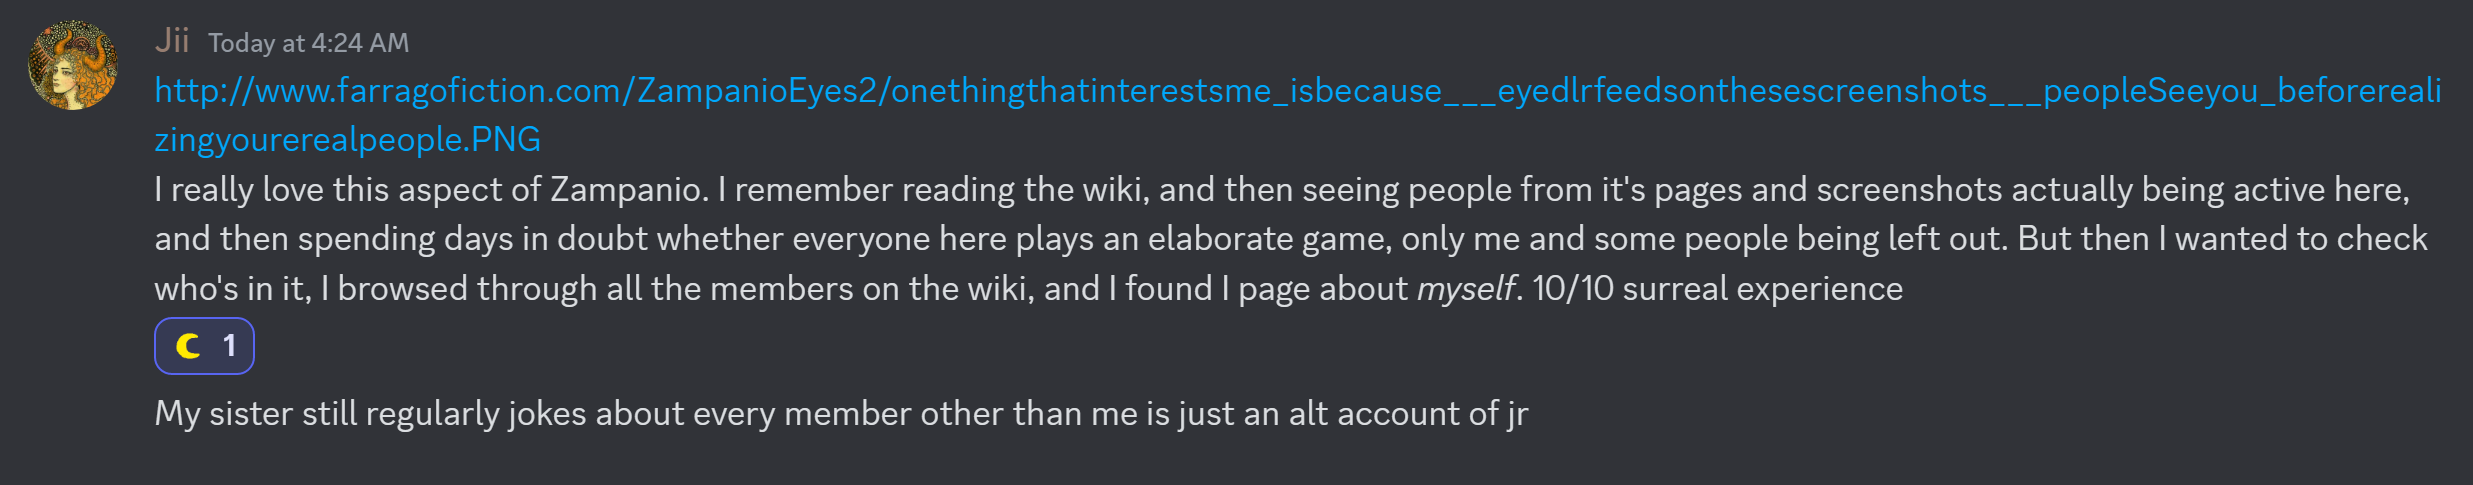 Jii Today at 4:24 AM
http://www.farragofiction.com/ZampanioEyes2/onethingthatinterestsme_isbecause___eyedlrfeedsonthesescreenshots___peopleSeeyou_beforereali
zingyourerealpeople.PNG
I really love this aspect of Zampanio. I remember reading the wiki, and then seeing people from it's pages and screenshots actually being active here,
and then spending days in doubt whether everyone here plays an elaborate game, only me and some people being left out. But then I wanted to check
who's in it, I browsed through all the members on the wiki, and I found I page about myself. 10/10 surreal experience
1
My sister still regularly jokes about every member other than me is just an alt account of jr